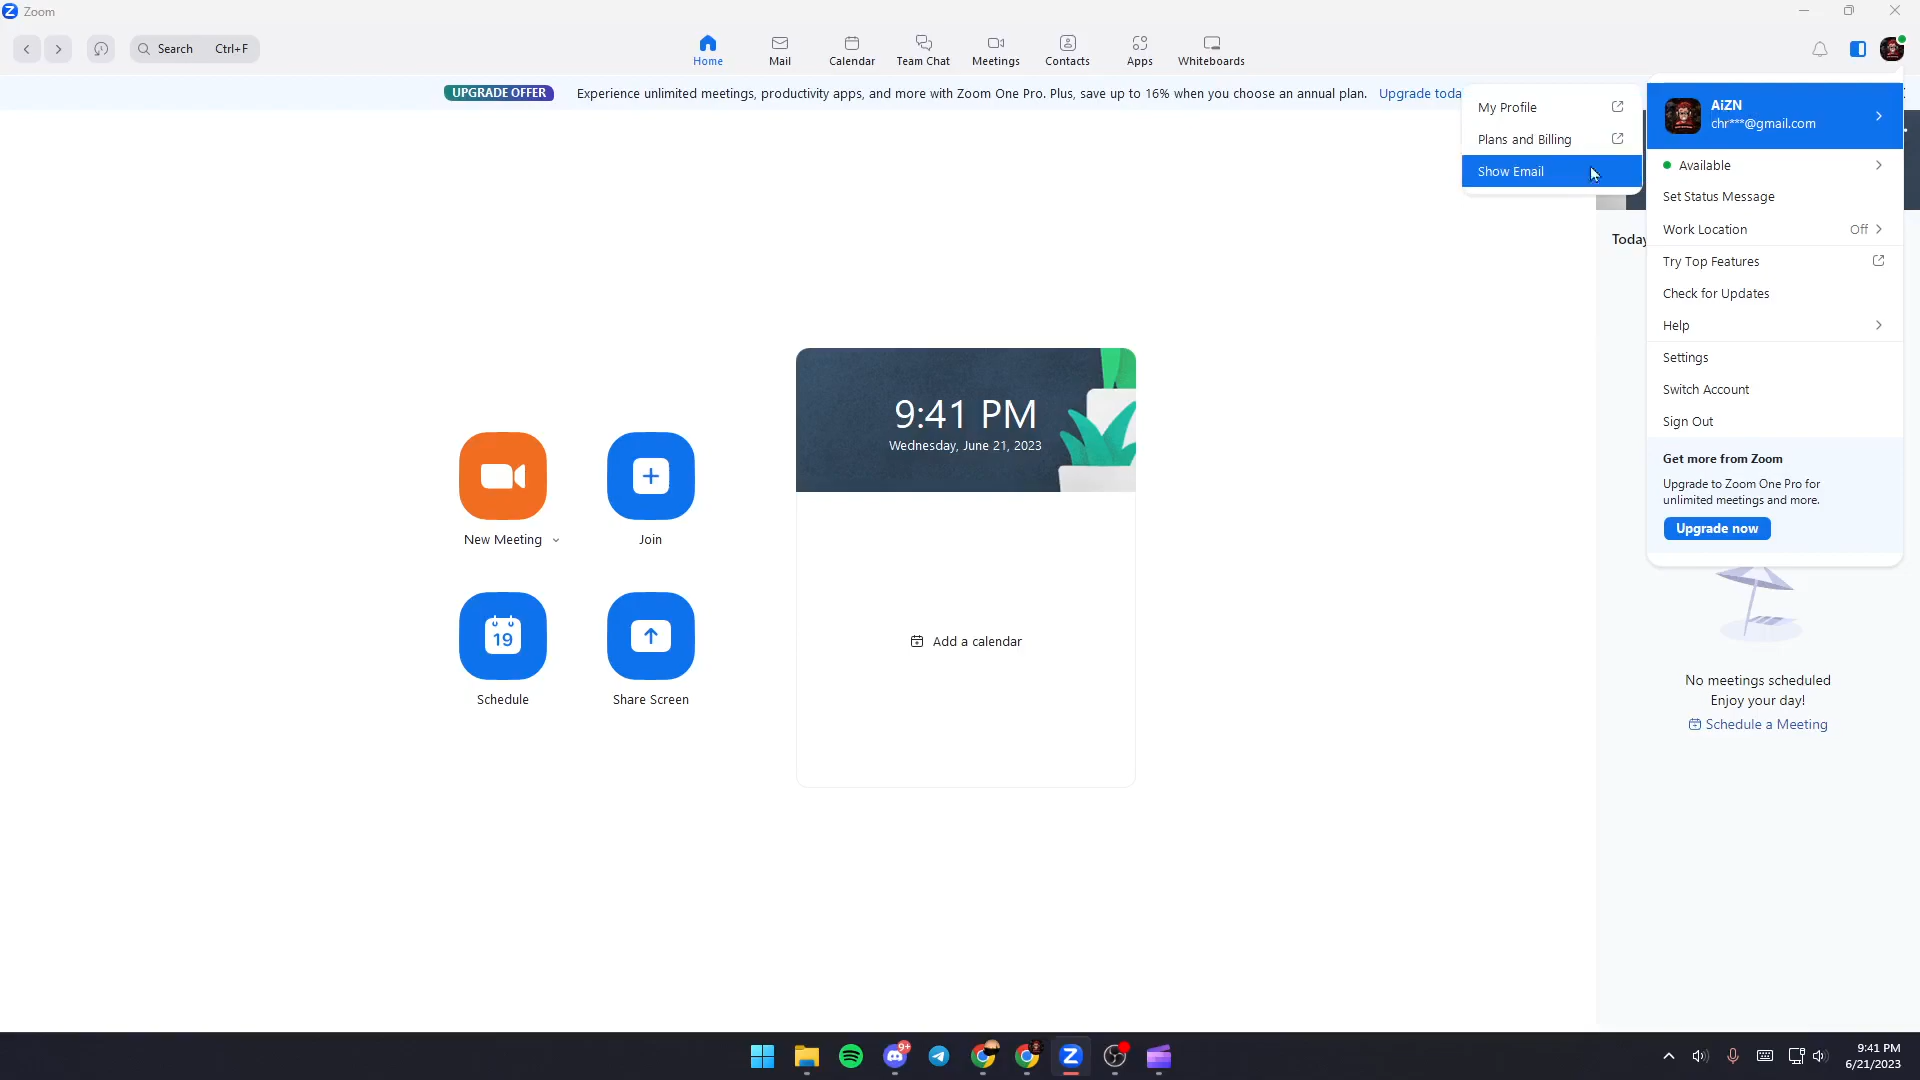 Zoom
Search Ctrl+F
Home
Mail
Calendar
Team Chat
Meetings
Contacts
Apps
Whiteboards
UPGRADE OFFER Experience unlimited meetings, productivity apps, and more with Zoom One Pro. Plus, save up to 16% when you choose an annual plan. Upgrade toda
My Profile
Plans and Billing
Show Email
AiZN
chr***@gmail.com
Available
Set Status Message
Work Location Off
Try Top Features
Check for Updates
Help
Settings
Switch Account
Sign Out
Get more from Zoom
Upgrade to Zoom One Pro for
unlimited meetings and more.
Upgrade now
Today
9:41 PM
Wednesday, June 21, 2023
New Meeting
Join
19
Schedule
Share Screen
Add a calendar
No meetings scheduled
Enjoy your day!
Schedule a Meeting
9+
9:41 PM
6/21/2023